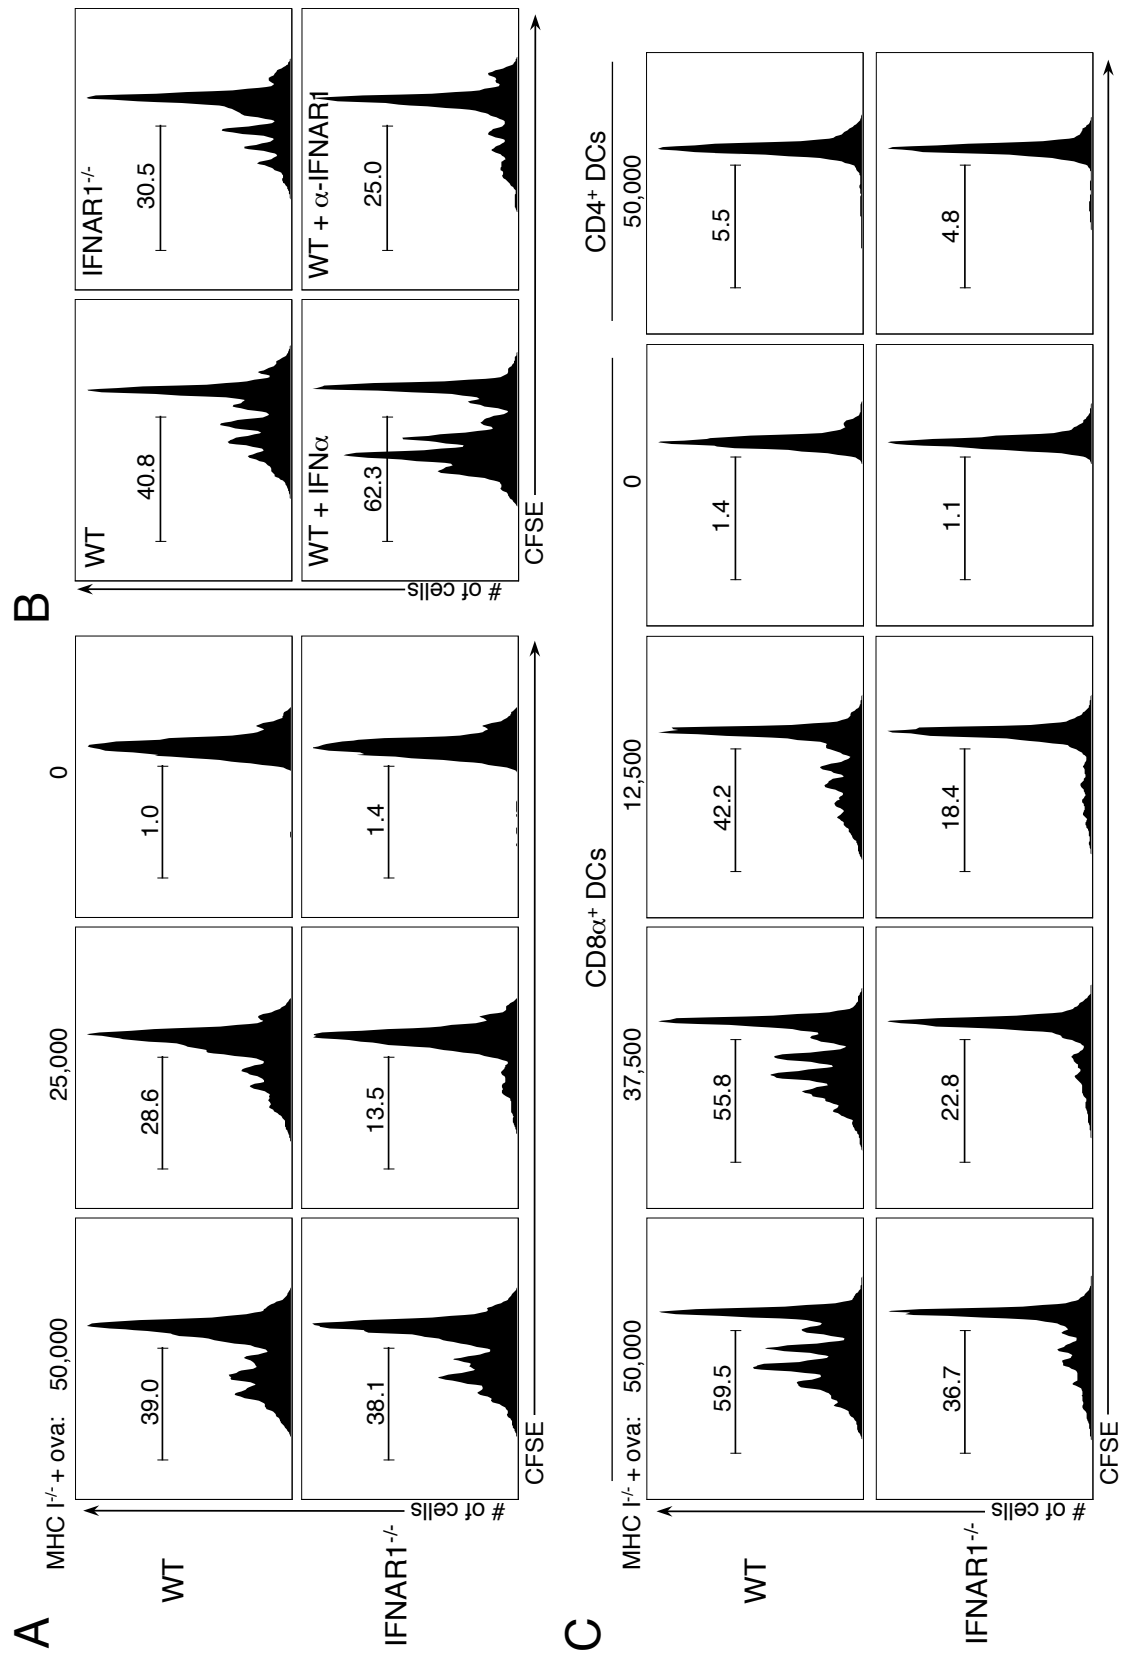 A
MHC I-/- + ova: 50,000 25,000 0
WT
39.0 28.6 1.0
IFNAR1-/-
38.1 13.5 1.4
# of cells
CFSE
B
WT IFNAR1-/-
40.8 30.5
WT + IFNα WT + α-IFNAR1
62.3 25.0
# of cells
CFSE
C
CD8α+ DCs CD4+ DCs
MHC I-/- + ova: 50,000 37,500 12,500 0 50,000
WT
59.5 55.8 42.2 1.4 5.5
IFNAR1-/-
36.7 22.8 18.4 1.1 4.8
# of cells
CFSE